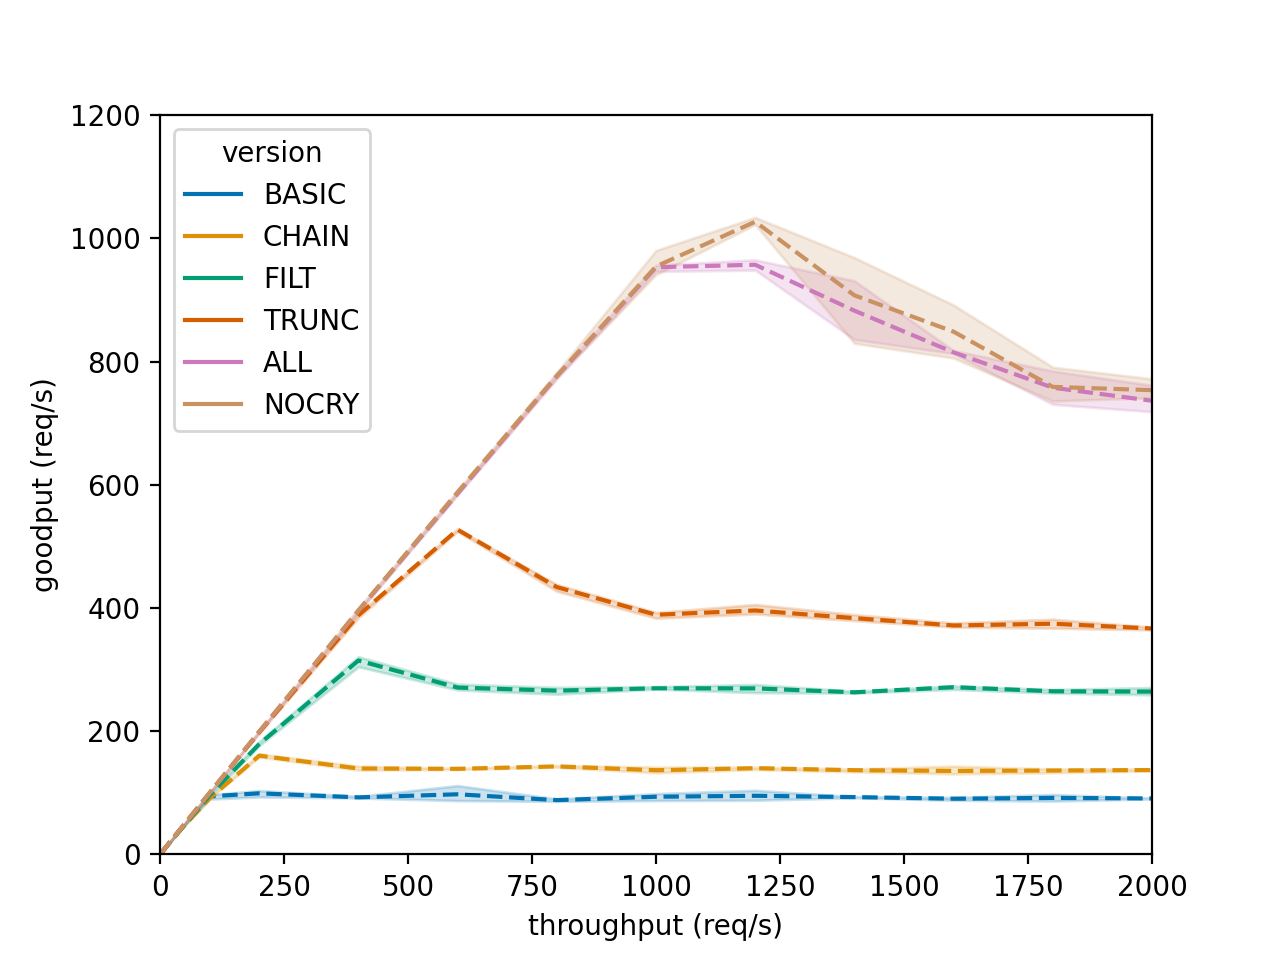 1200
1000
800
600
400
200
0
goodput (req/s)
version
BASIC
CHAIN
FILT
TRUNC
ALL
NOCRY
0 250 500 750 1000 1250 1500 1750 2000
throughput (req/s)